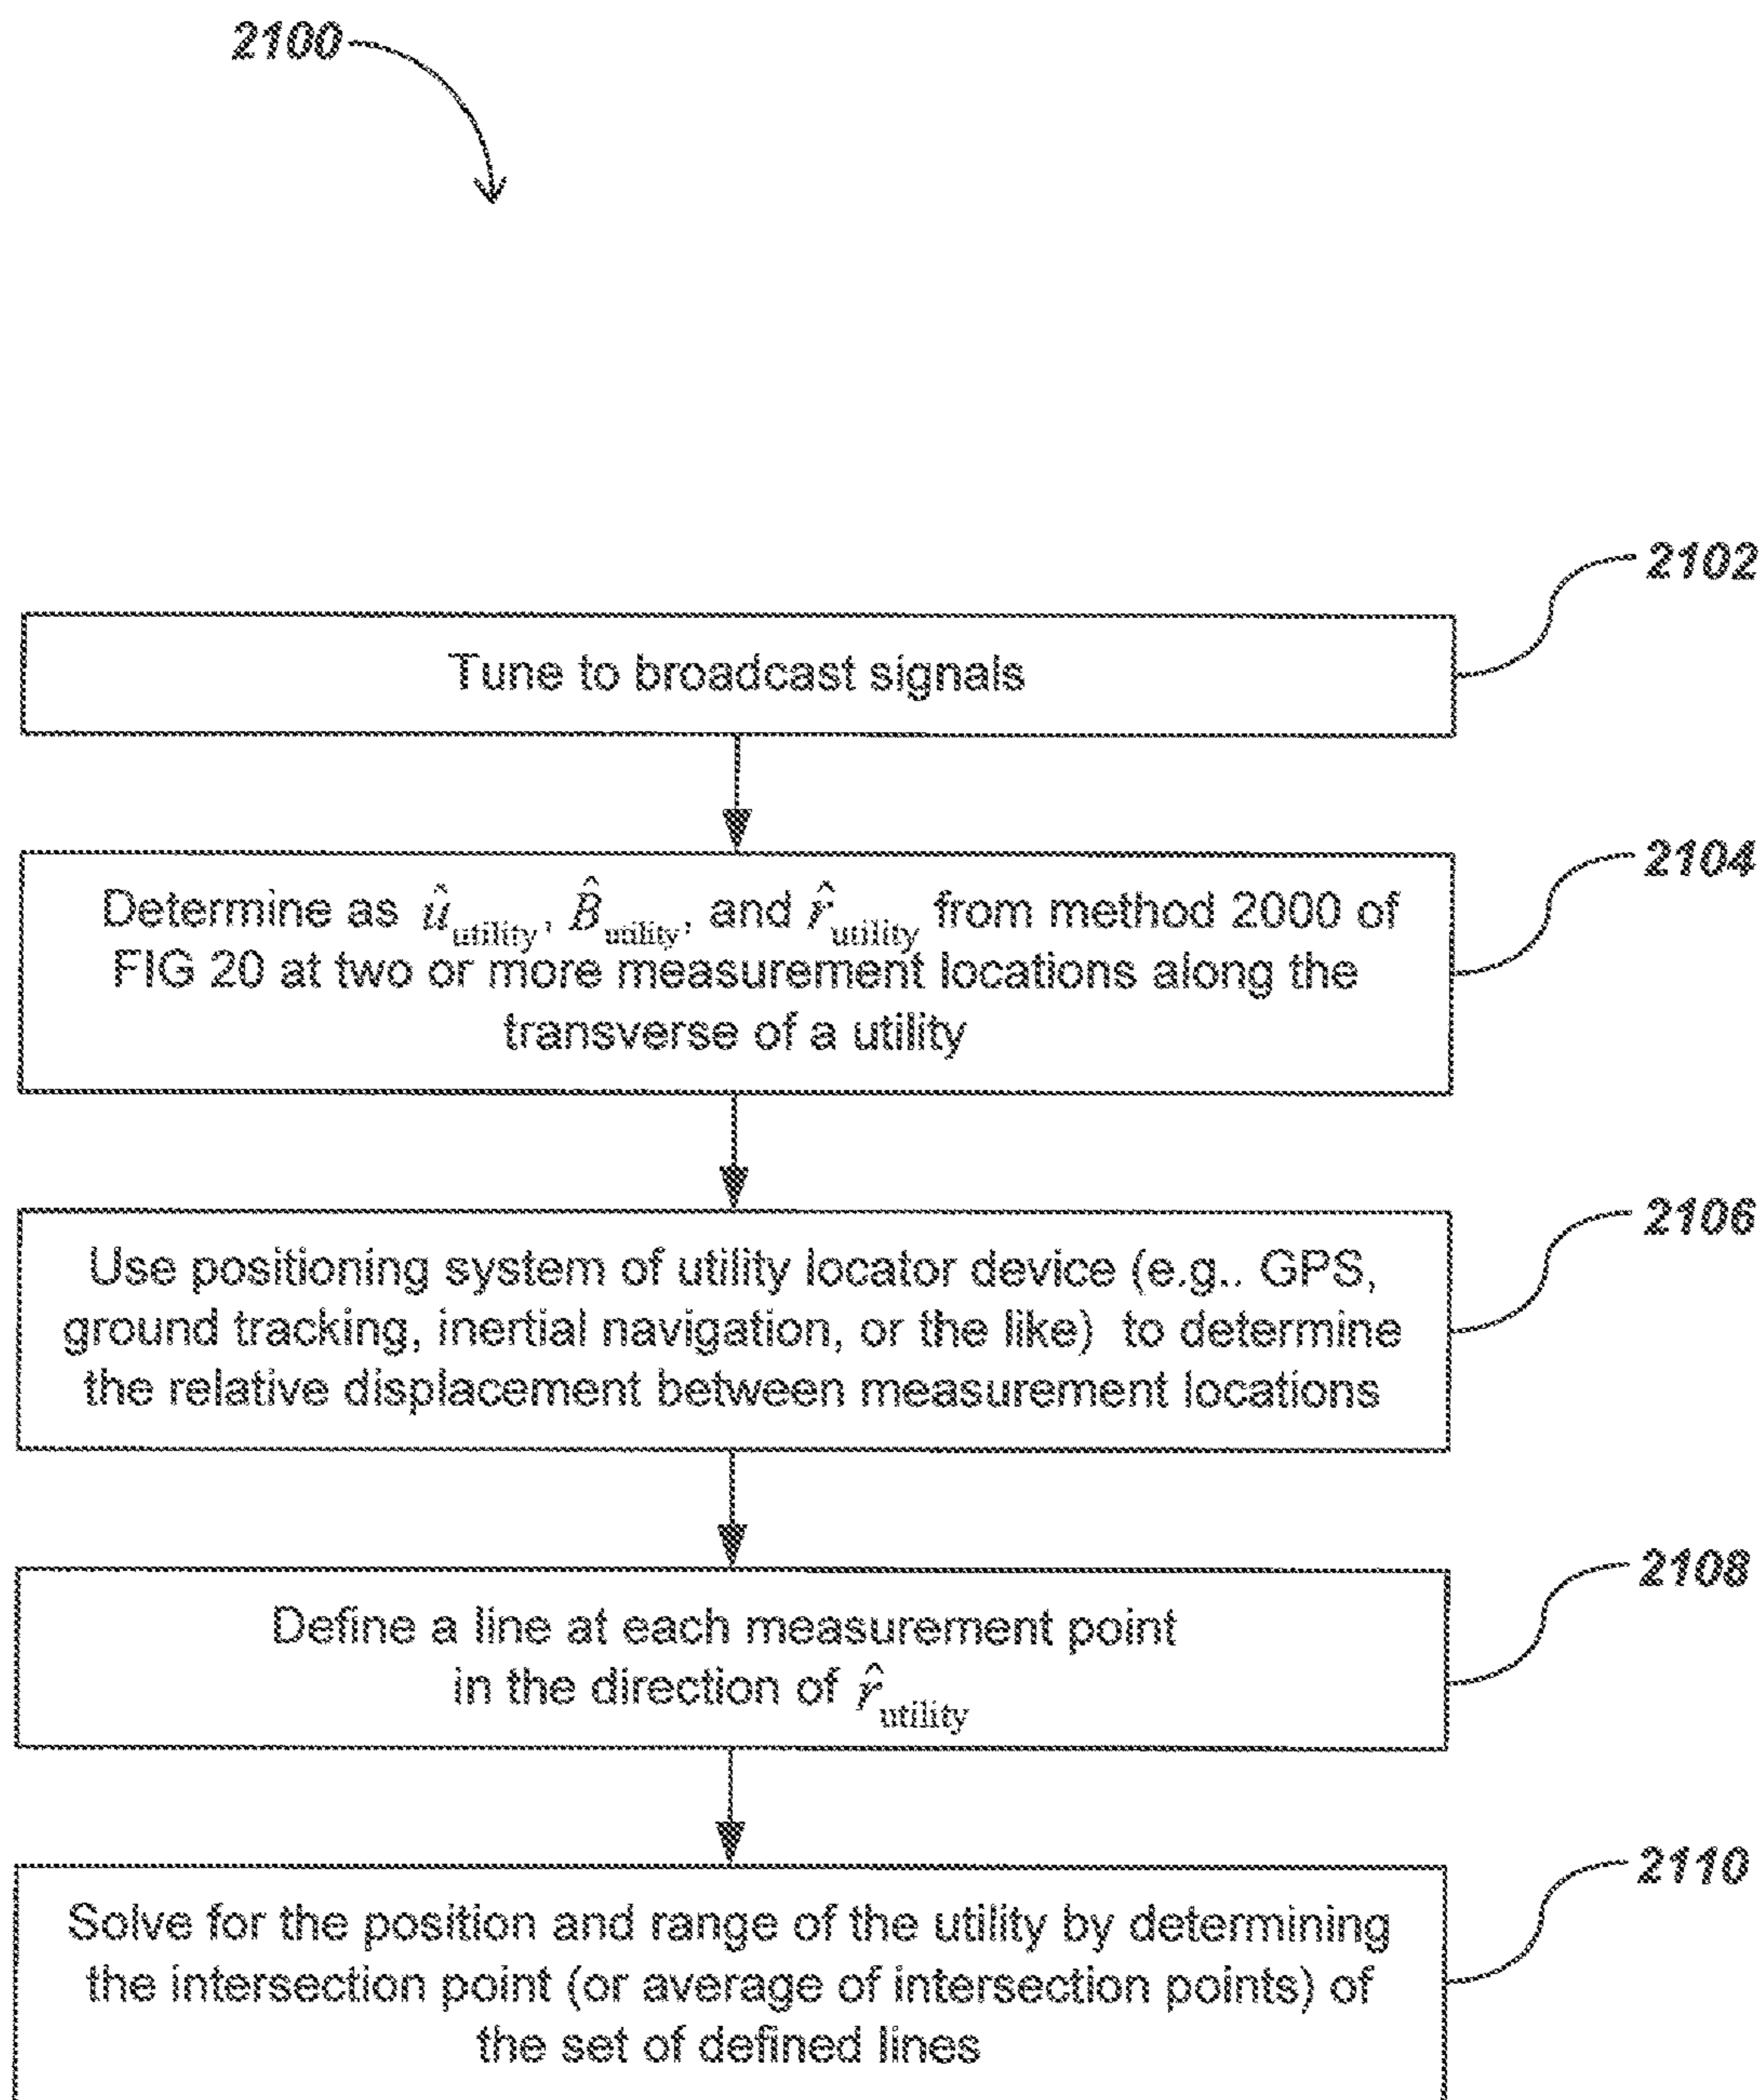 2100
2102
Tune to broadcast signals
2104
Determine as û_utility, B̂_utility, and r̂_utility from method 2000 of
FIG 20 at two or more measurement locations along the
transverse of a utility
2106
Use positioning system of utility locator device (e.g.. GPS,
ground tracking, inertial navigation, or the like) to determine
the relative displacement between measurement locations
2108
Define a line at each measurement point
in the direction of r̂_utility
2110
Solve for the position and range of the utility by determining
the intersection point (or average of intersection points) of
the set of defined lines